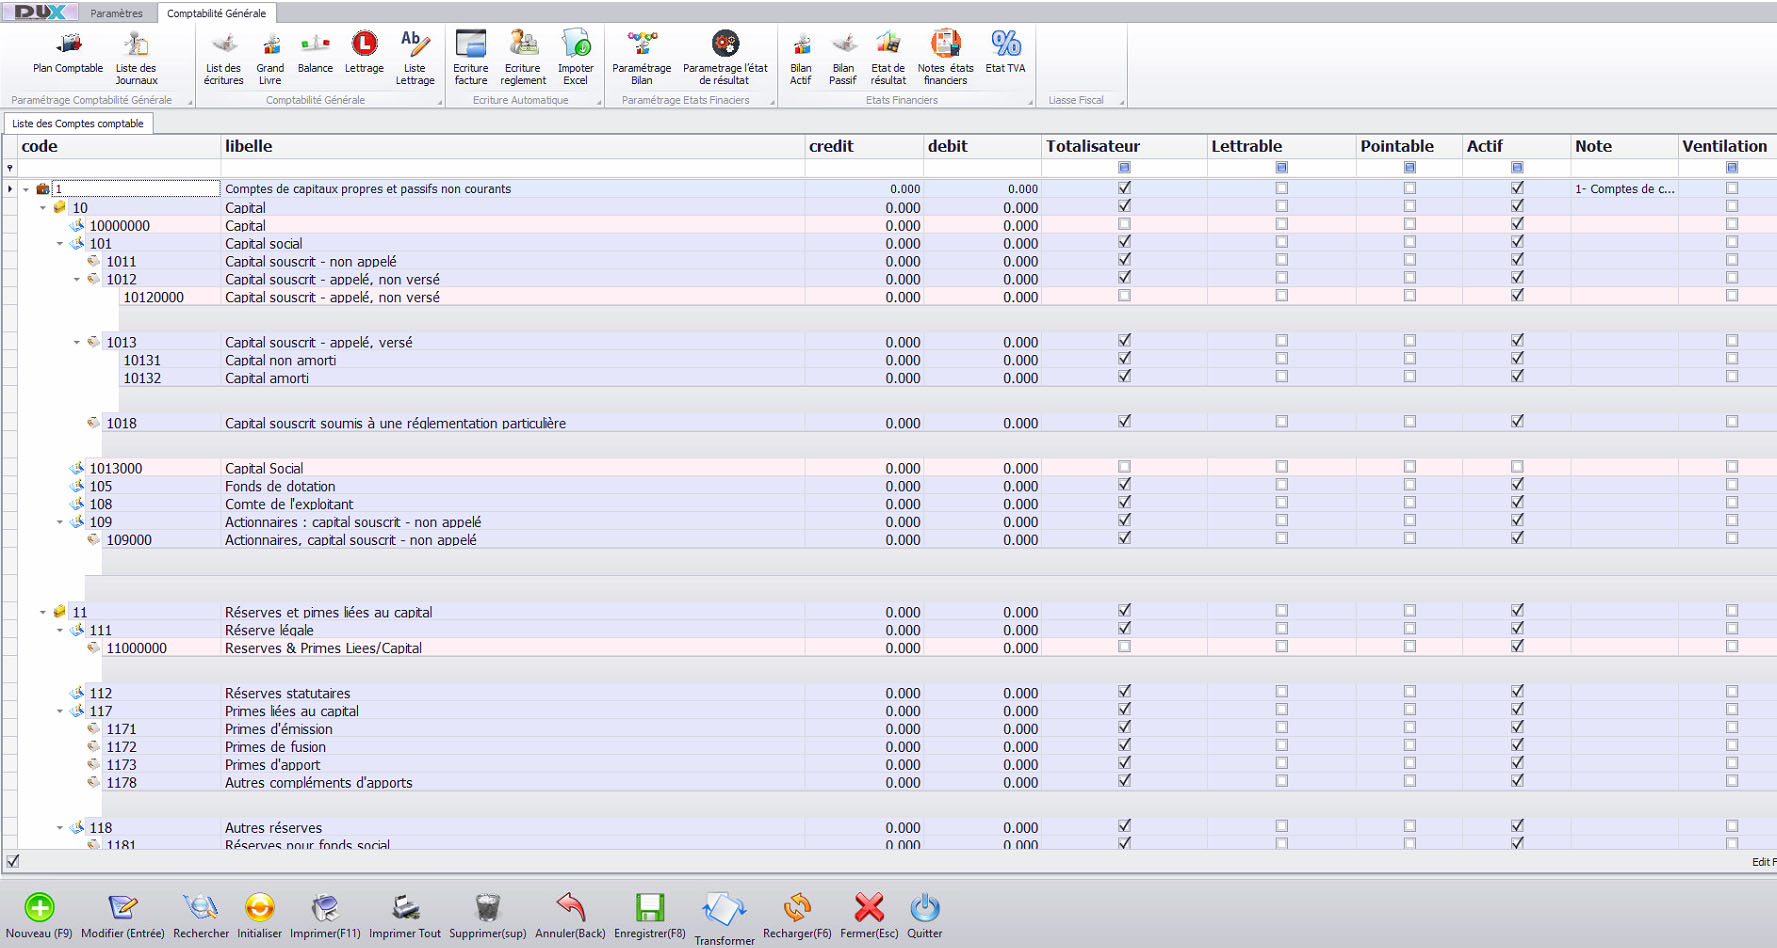 DUX Paramètres Comptabilité Générale
Plan Comptable
Liste des Journaux
List des écritures
Grand Livre
Balance
Lettrage
Liste Lettrage
Ecriture facture
Ecriture reglement
Impoter Excel
Paramétrage Bilan
Parametrage l'état de résultat
Bilan Actif
Bilan Passif
Etat de résultat
Notes états financiers
Etat TVA
Paramétrage Comptabilité Générale
Comptabilité Générale
Ecriture Automatique
Paramétrage Etats Finaciers
Etats Financiers
Liasse Fiscal
Liste des Comptes comptable
code libelle credit debit Totalisateur Lettrable Pointable Actif Note Ventilation
1 Comptes de capitaux propres et passifs non courants 0.000 0.000 1- Comptes de c...
10 Capital 0.000 0.000
10000000 Capital 0.000 0.000
101 Capital social 0.000 0.000
1011 Capital souscrit - non appelé 0.000 0.000
1012 Capital souscrit - appelé, non versé 0.000 0.000
10120000 Capital souscrit - appelé, non versé 0.000 0.000
1013 Capital souscrit - appelé, versé 0.000 0.000
10131 Capital non amorti 0.000 0.000
10132 Capital amorti 0.000 0.000
1018 Capital souscrit soumis à une réglementation particulière 0.000 0.000
1013000 Capital Social 0.000 0.000
105 Fonds de dotation 0.000 0.000
108 Comte de l'exploitant 0.000 0.000
109 Actionnaires : capital souscrit - non appelé 0.000 0.000
109000 Actionnaires, capital souscrit - non appelé 0.000 0.000
11 Réserves et pimes liées au capital 0.000 0.000
111 Réserve légale 0.000 0.000
11000000 Reserves & Primes Liees/Capital 0.000 0.000
112 Réserves statutaires 0.000 0.000
117 Primes liées au capital 0.000 0.000
1171 Primes d'émission 0.000 0.000
1172 Primes de fusion 0.000 0.000
1173 Primes d'apport 0.000 0.000
1178 Autres compléments d'apports 0.000 0.000
118 Autres réserves 0.000 0.000
1181 Réserves pour fonds social 0.000 0.000
Edit F
Nouveau (F9) Modifier (Entrée) Rechercher Initialiser Imprimer(F11) Imprimer Tout Supprimer(sup) Annuler(Back) Enregistrer(F8) Transformer Recharger(F6) Fermer(Esc) Quitter